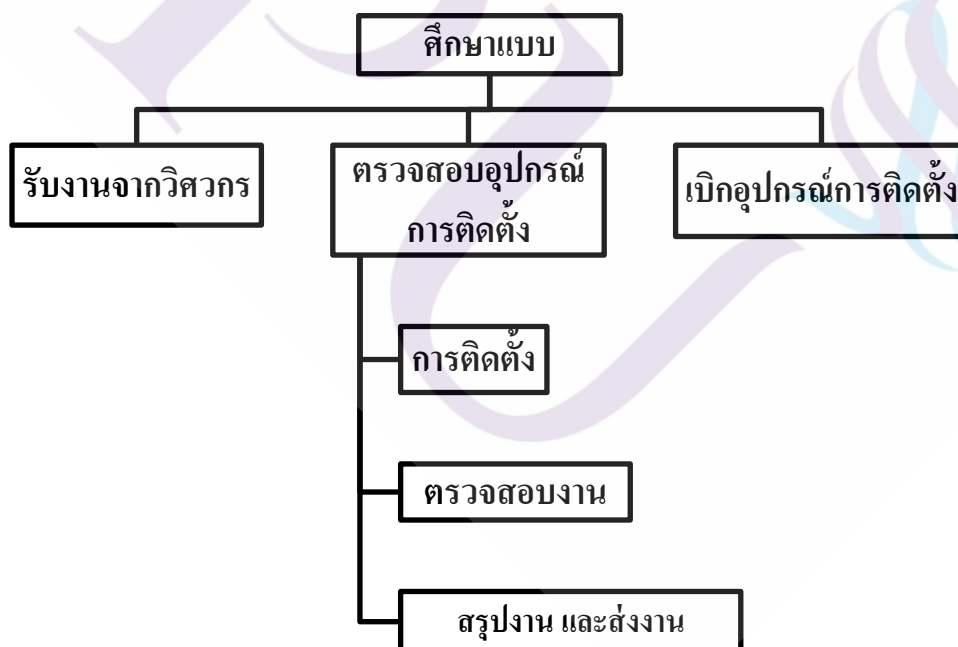 ศึกษาแบบ
รับงานจากวิศวกร
ตรวจสอบอุปกรณ์
การติดตั้ง
เบิกอุปกรณ์การติดตั้ง
การติดตั้ง
ตรวจสอบงาน
สรุปงาน และส่งงาน